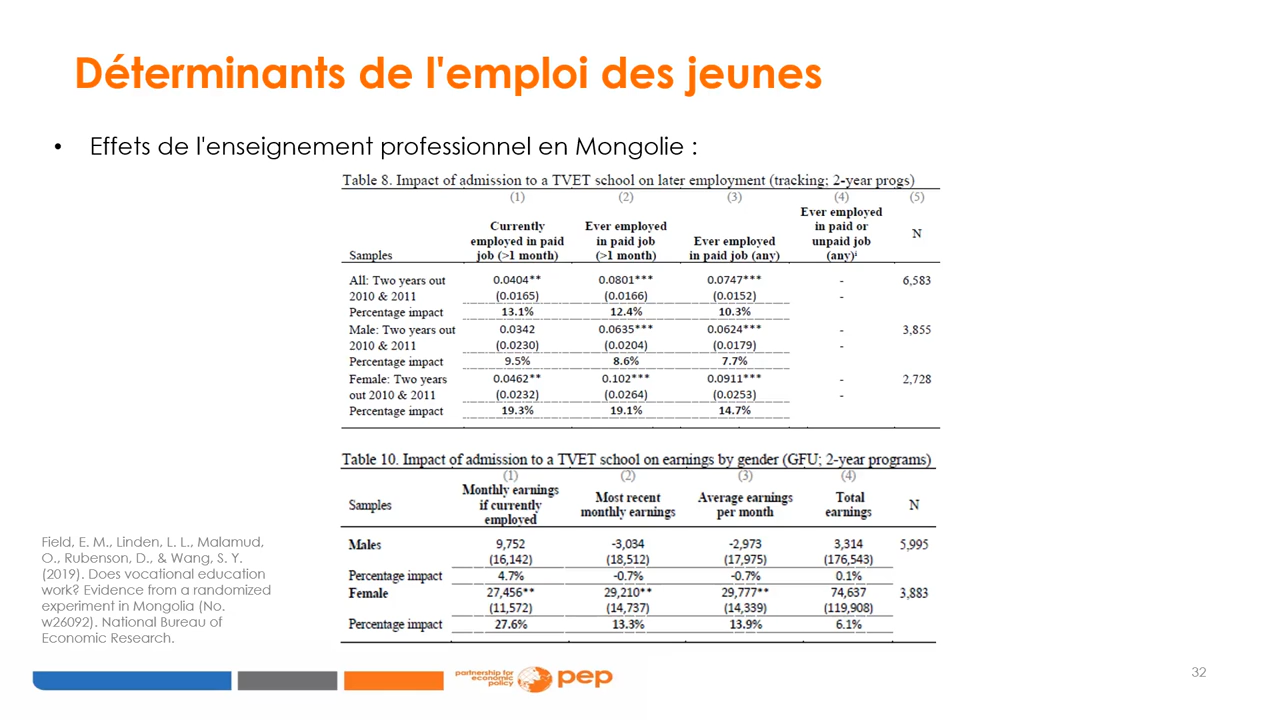 Déterminants de l'emploi des jeunes
• Effets de l'enseignement professionnel en Mongolie :
Table 8. Impact of admission to a TVET school on later employment (tracking; 2-year progs)
(1) (2) (3) (4) (5)
Samples Currently employed in paid job (>1 month) Ever employed in paid job (>1 month) Ever employed in paid job (any) Ever employed in paid or unpaid job (any)ⁱ N
All: Two years out 0.0404** 0.0801*** 0.0747*** - 6,583
2010 & 2011 (0.0165) (0.0166) (0.0152) -
Percentage impact 13.1% 12.4% 10.3%
Male: Two years out 0.0342 0.0635*** 0.0624*** - 3,855
2010 & 2011 (0.0230) (0.0204) (0.0179) -
Percentage impact 9.5% 8.6% 7.7%
Female: Two years 0.0462** 0.102*** 0.0911*** - 2,728
out 2010 & 2011 (0.0232) (0.0264) (0.0253) -
Percentage impact 19.3% 19.1% 14.7%
Table 10. Impact of admission to a TVET school on earnings by gender (GFU; 2-year programs)
(1) (2) (3) (4)
Samples Monthly earnings if currently employed Most recent monthly earnings Average earnings per month Total earnings N
Males 9,752 -3,034 -2,973 3,314 5,995
(16,142) (18,512) (17,975) (176,543)
Percentage impact 4.7% -0.7% -0.7% 0.1%
Female 27,456** 29,210** 29,777** 74,637 3,883
(11,572) (14,737) (14,339) (119,908)
Percentage impact 27.6% 13.3% 13.9% 6.1%
Field, E. M., Linden, L. L., Malamud,
O., Rubenson, D., & Wang, S. Y.
(2019). Does vocational education
work? Evidence from a randomized
experiment in Mongolia (No.
w26092). National Bureau of
Economic Research.
partnership for
economic
policy
pep
32